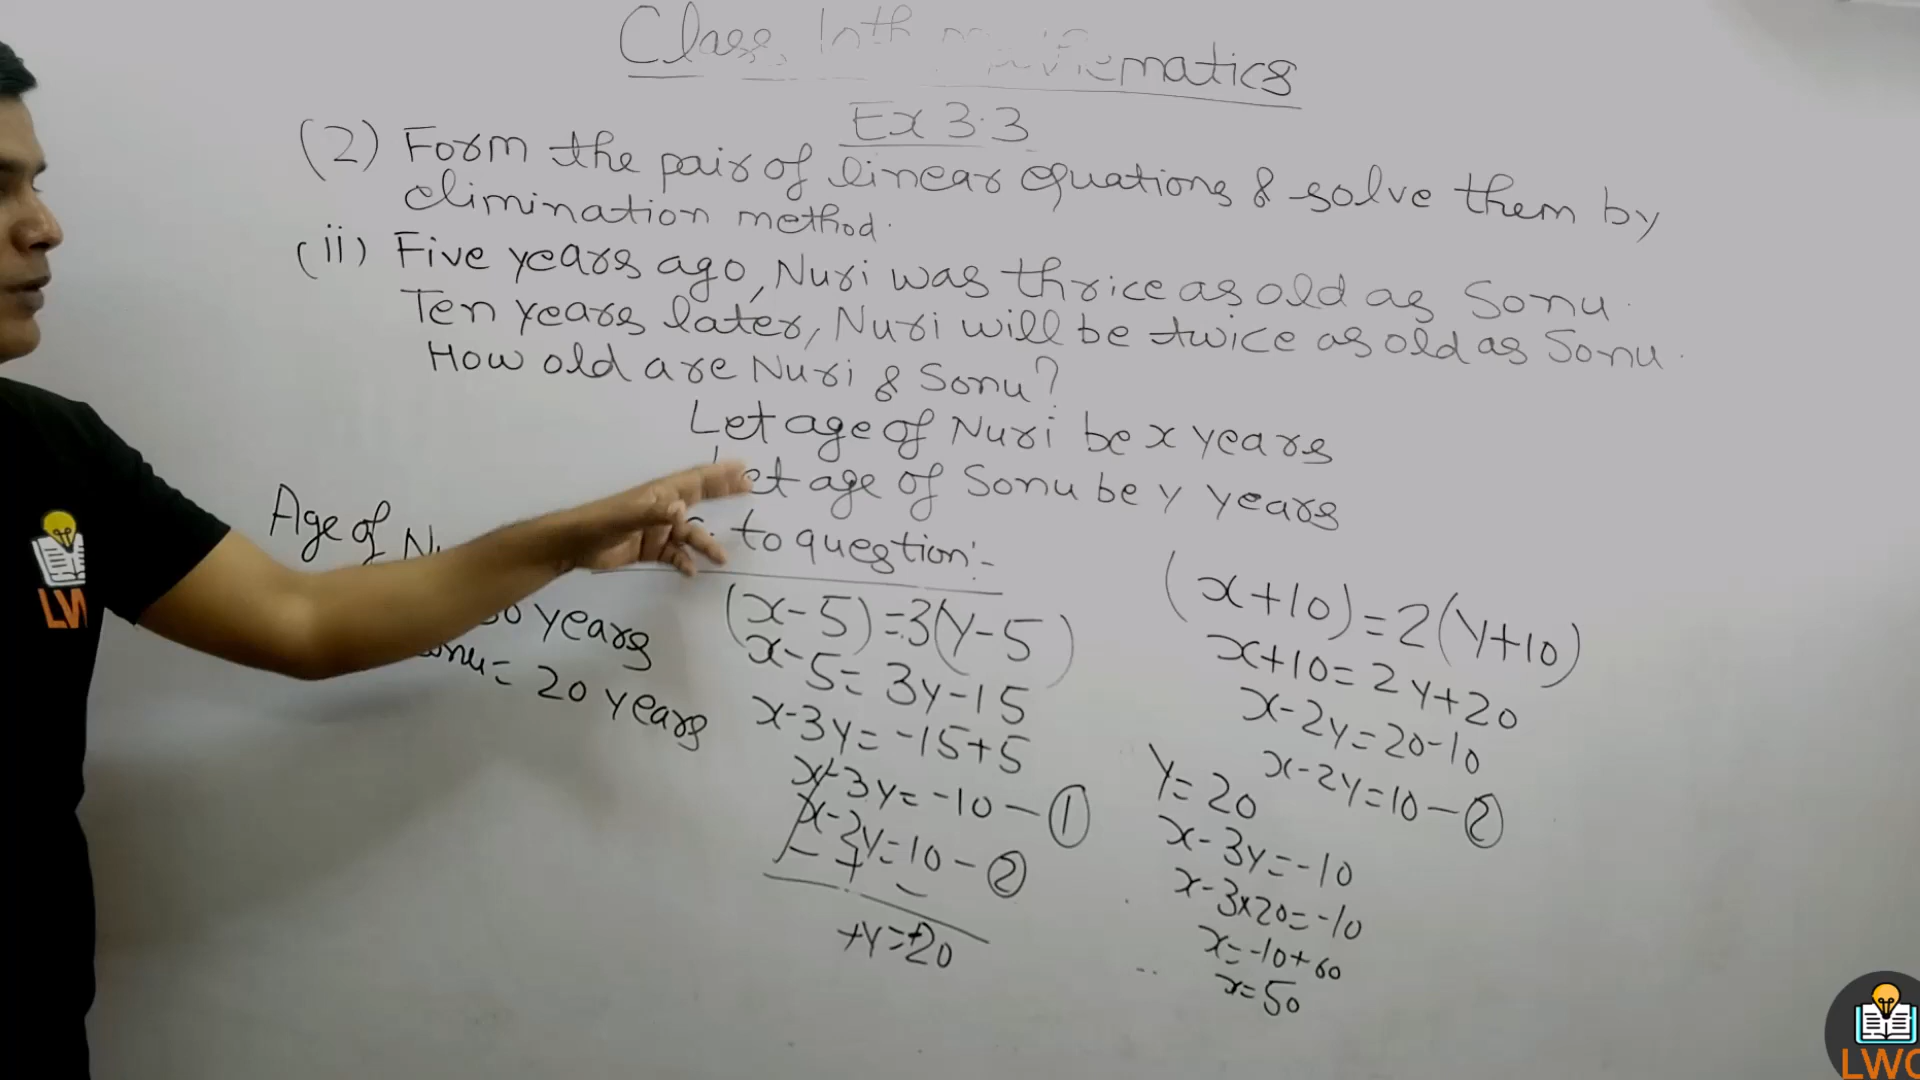 Class 10th Mathematics
Ex 3.3
(2) Form the pair of linear equations & solve them by
elimination method.
(ii) Five years ago, Nuri was thrice as old as Sonu.
Ten years later, Nuri will be twice as old as Sonu.
How old are Nuri & Sonu?
Let age of Nuri be x years
Let age of Sonu be y years
to question:-
(x-5)=3(y-5)
x-5=3y-15
x-3y=-15+5
x-3y=-10-①
x-2y=10-②
- + -
+y=+20
(x+10)=2(y+10)
x+10=2y+20
x-2y=20-10
x-2y=10-②
y=20
x-3y=-10
x-3x20=-10
x=-10+60
x=50
Age of
years
= 20 years
LW
LWC